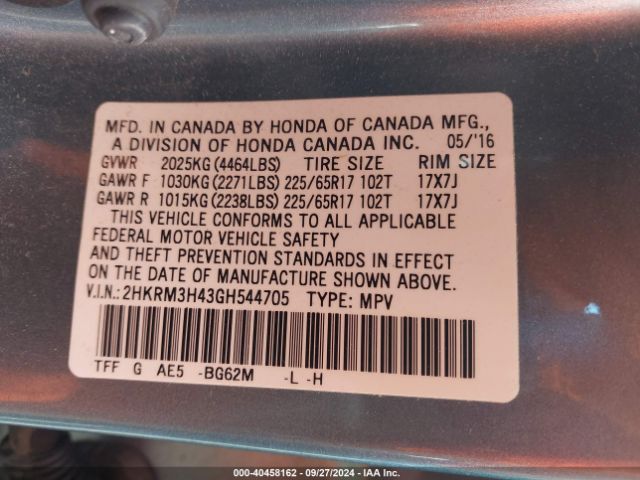 MFD. IN CANADA BY HONDA OF CANADA MFG.,
A DIVISION OF HONDA CANADA INC. 05/'16
GVWR 2025KG (4464LBS) TIRE SIZE RIM SIZE
GAWR F 1030KG (2271LBS) 225/65R17 102T 17X7J
GAWR R 1015KG (2238LBS) 225/65R17 102T 17X7J
THIS VEHICLE CONFORMS TO ALL APPLICABLE
FEDERAL MOTOR VEHICLE SAFETY
AND THEFT PREVENTION STANDARDS IN EFFECT
ON THE DATE OF MANUFACTURE SHOWN ABOVE.
V.I.N.: 2HKRM3H43GH544705 TYPE: MPV
TFF G AE5 -BG62M -L -H
000-40458162 - 09/27/2024 - IAA Inc.